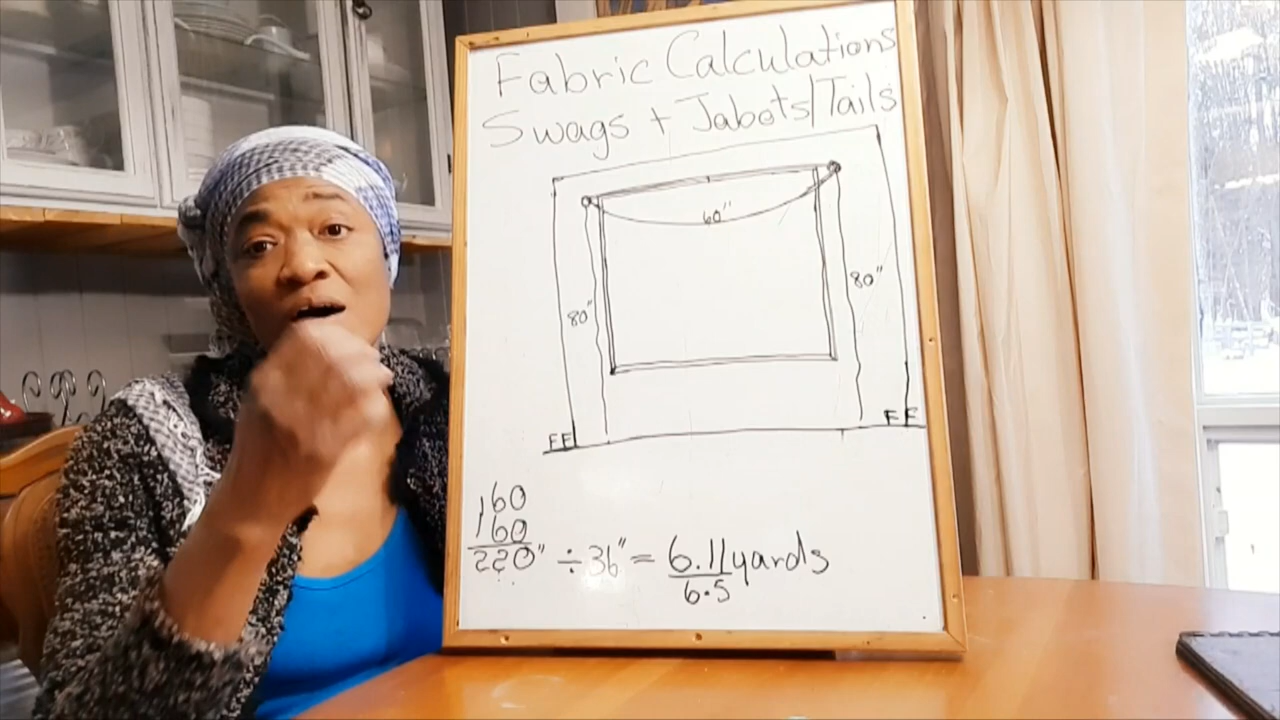 Fabric Calculations
Swags + Jabots/Tails
60"
80"
80"
FF
FF
160
160
220" ÷ 36" = 6.11 yards
6.5